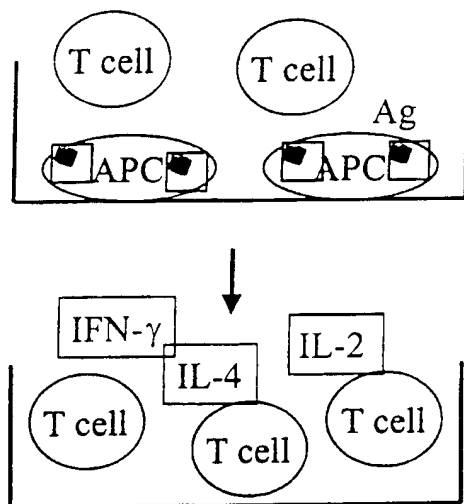 T cell T cell
Ag
APC APC
IFN-γ
IL-2
IL-4
T cell T cell
T cell